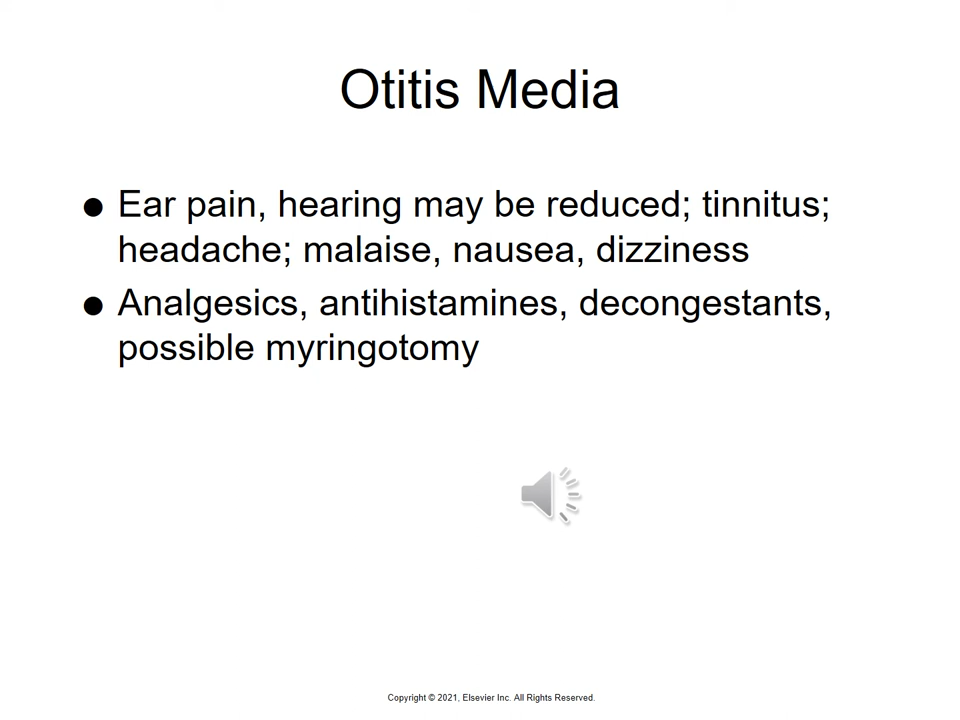 Otitis Media
● Ear pain, hearing may be reduced; tinnitus;
headache; malaise, nausea, dizziness
● Analgesics, antihistamines, decongestants,
possible myringotomy
Copyright © 2021, Elsevier Inc. All Rights Reserved.